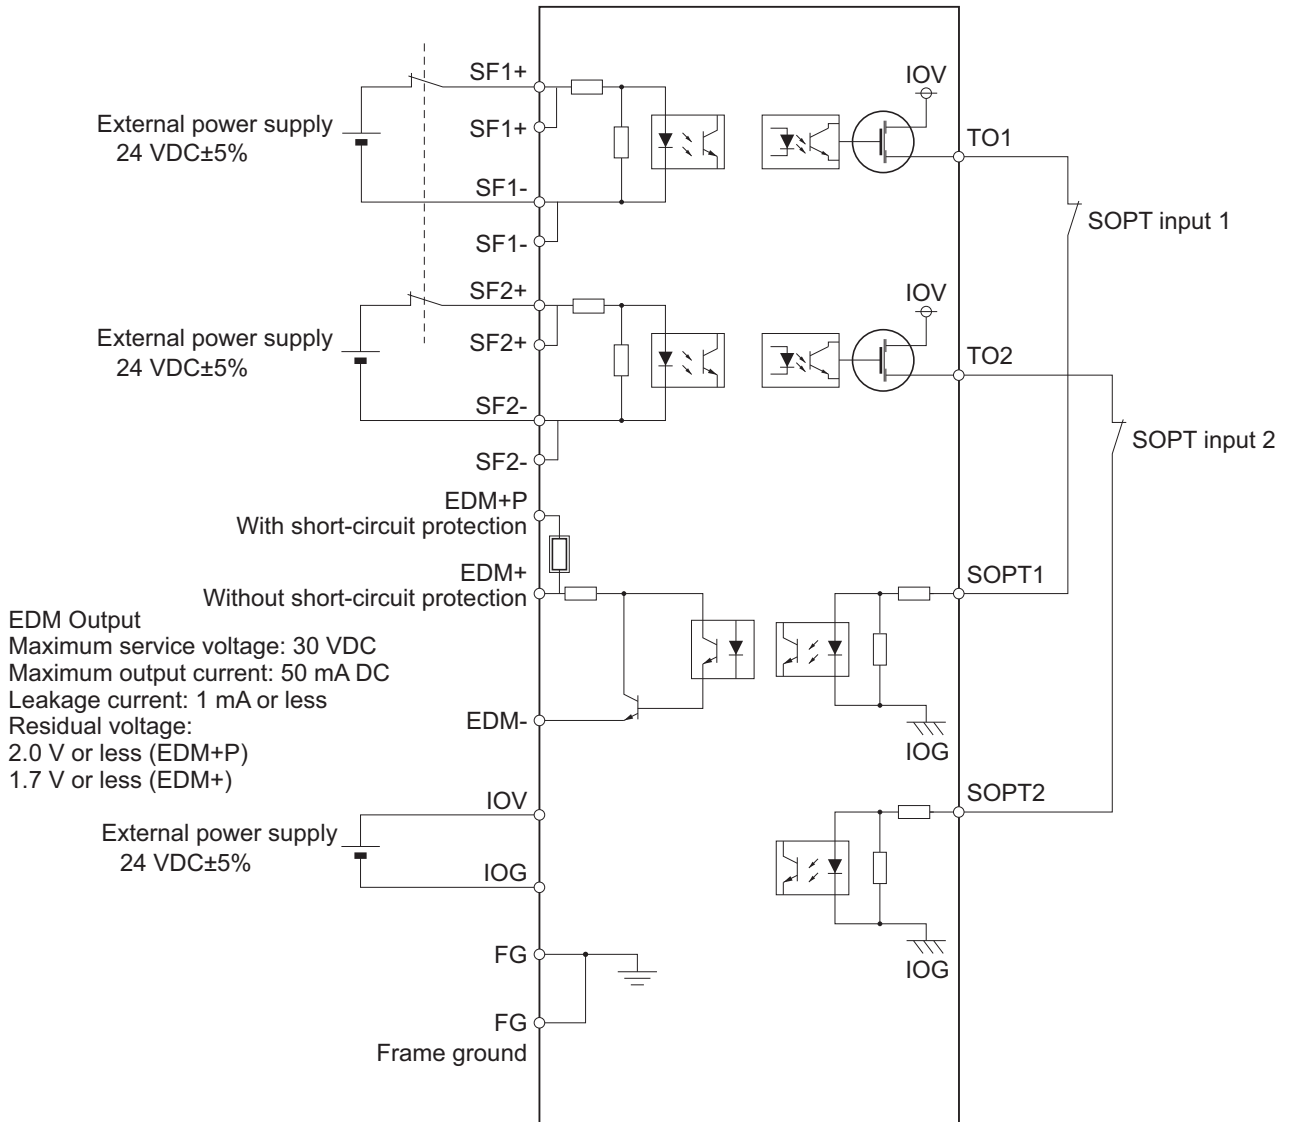 SF1+
IOV
External power supply
24 VDC±5%
SF1+
TO1
SF1-
SOPT input 1
SF1-
SF2+
IOV
External power supply
24 VDC±5%
SF2+
TO2
SF2-
SOPT input 2
SF2-
EDM+P
With short-circuit protection
EDM+
Without short-circuit protection
SOPT1
EDM Output
Maximum service voltage: 30 VDC
Maximum output current: 50 mA DC
Leakage current: 1 mA or less
Residual voltage:
2.0 V or less (EDM+P)
1.7 V or less (EDM+)
EDM-
IOG
IOV
SOPT2
External power supply
24 VDC±5%
IOG
FG
IOG
FG
Frame ground